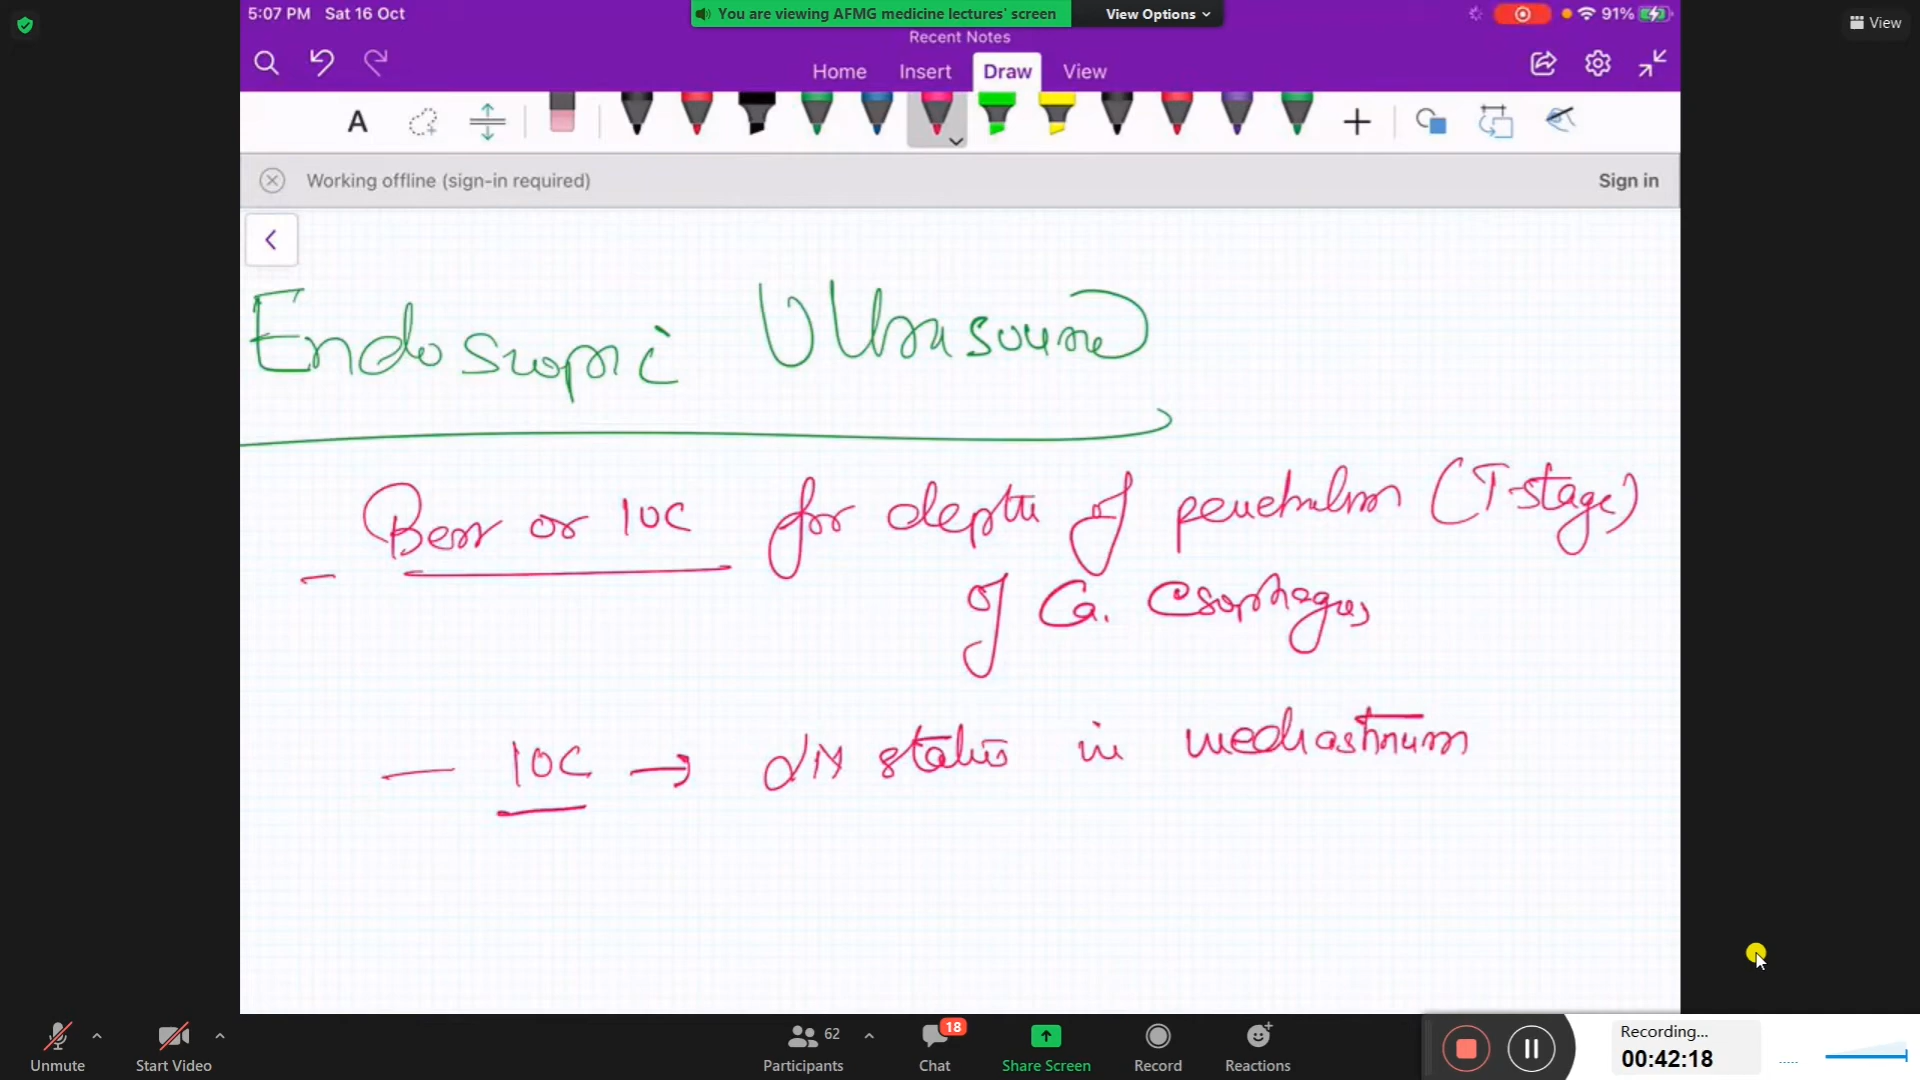 5:07 PM Sat 16 Oct
You are viewing AFMG medicine lectures' screen View Options
91%
View
Recent Notes
Home Insert Draw View
A
Working offline (sign-in required) Sign in
Endoscopic Ultrasound
- Best or IOC for depth of penetration (T-stage)
of Ca. Esophagus
- IOC → LN status in mediastinum
Unmute
Start Video
62
Participants
18
Chat
Share Screen
Record
Reactions
Recording...
00:42:18